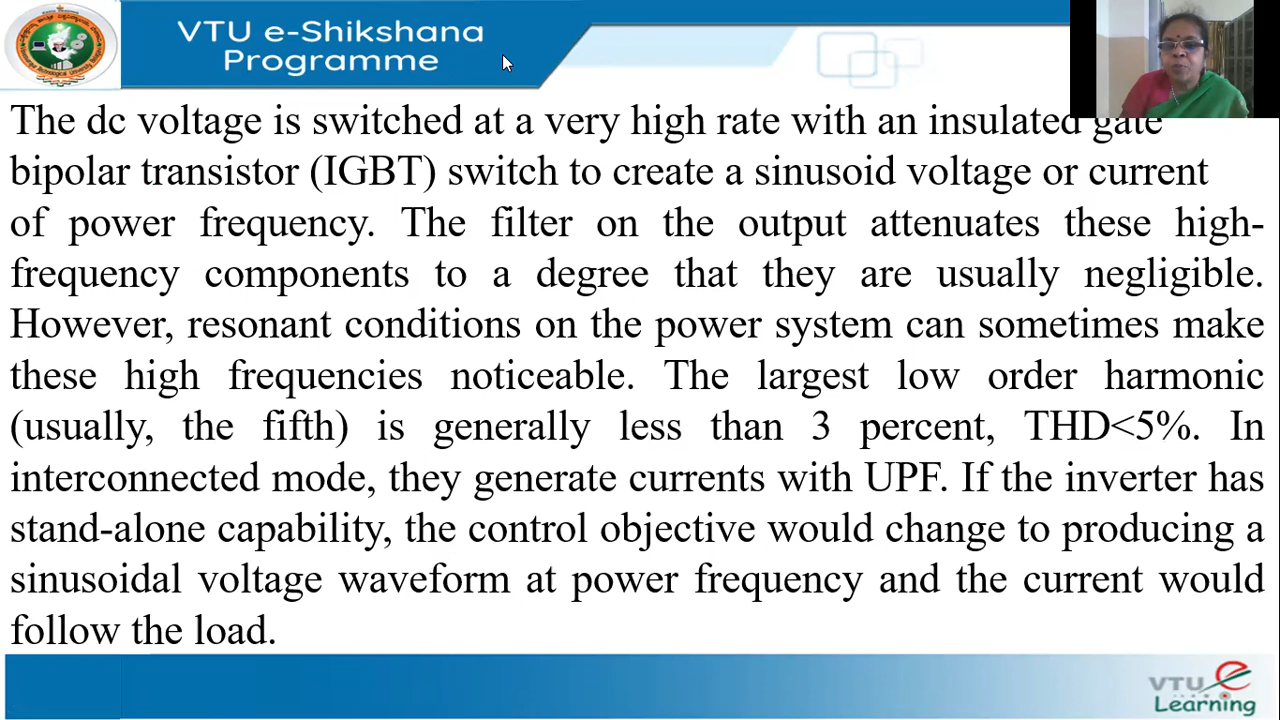 VTU e-Shikshana
Programme
The dc voltage is switched at a very high rate with an insulated gate
bipolar transistor (IGBT) switch to create a sinusoid voltage or current
of power frequency. The filter on the output attenuates these high-
frequency components to a degree that they are usually negligible.
However, resonant conditions on the power system can sometimes make
these high frequencies noticeable. The largest low order harmonic
(usually, the fifth) is generally less than 3 percent, THD<5%. In
interconnected mode, they generate currents with UPF. If the inverter has
stand-alone capability, the control objective would change to producing a
sinusoidal voltage waveform at power frequency and the current would
follow the load.
VTU e
Learning